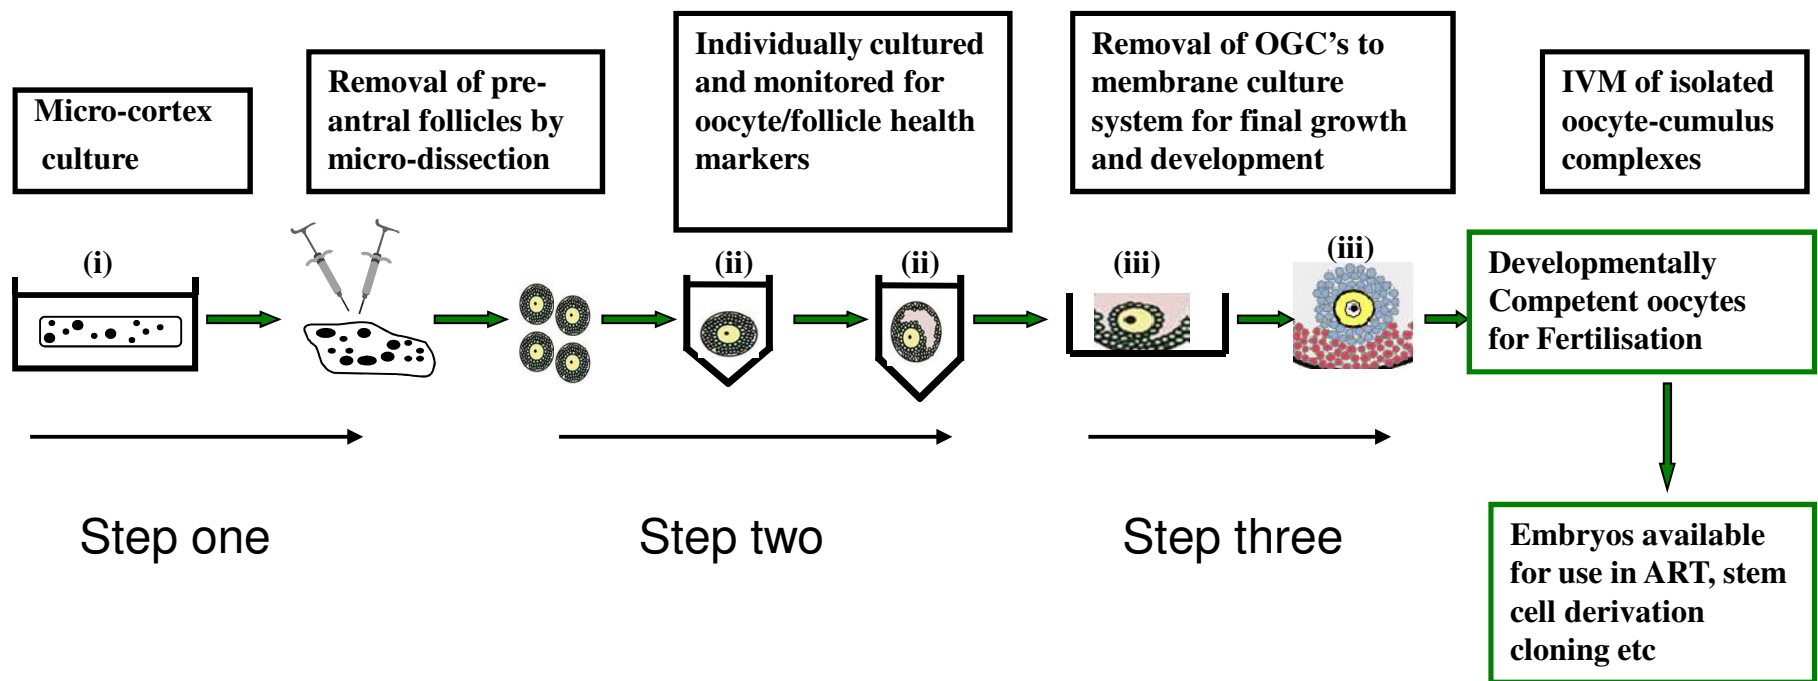 Micro-cortex
culture
Removal of pre-
antral follicles by
micro-dissection
Individually cultured
and monitored for
oocyte/follicle health
markers
Removal of OGC's to
membrane culture
system for final growth
and development
IVM of isolated
oocyte-cumulus
complexes
(i)
(ii)
(ii)
(iii)
(iii)
Developmentally
Competent oocytes
for Fertilisation
Step one
Step two
Step three
Embryos available
for use in ART, stem
cell derivation
cloning etc